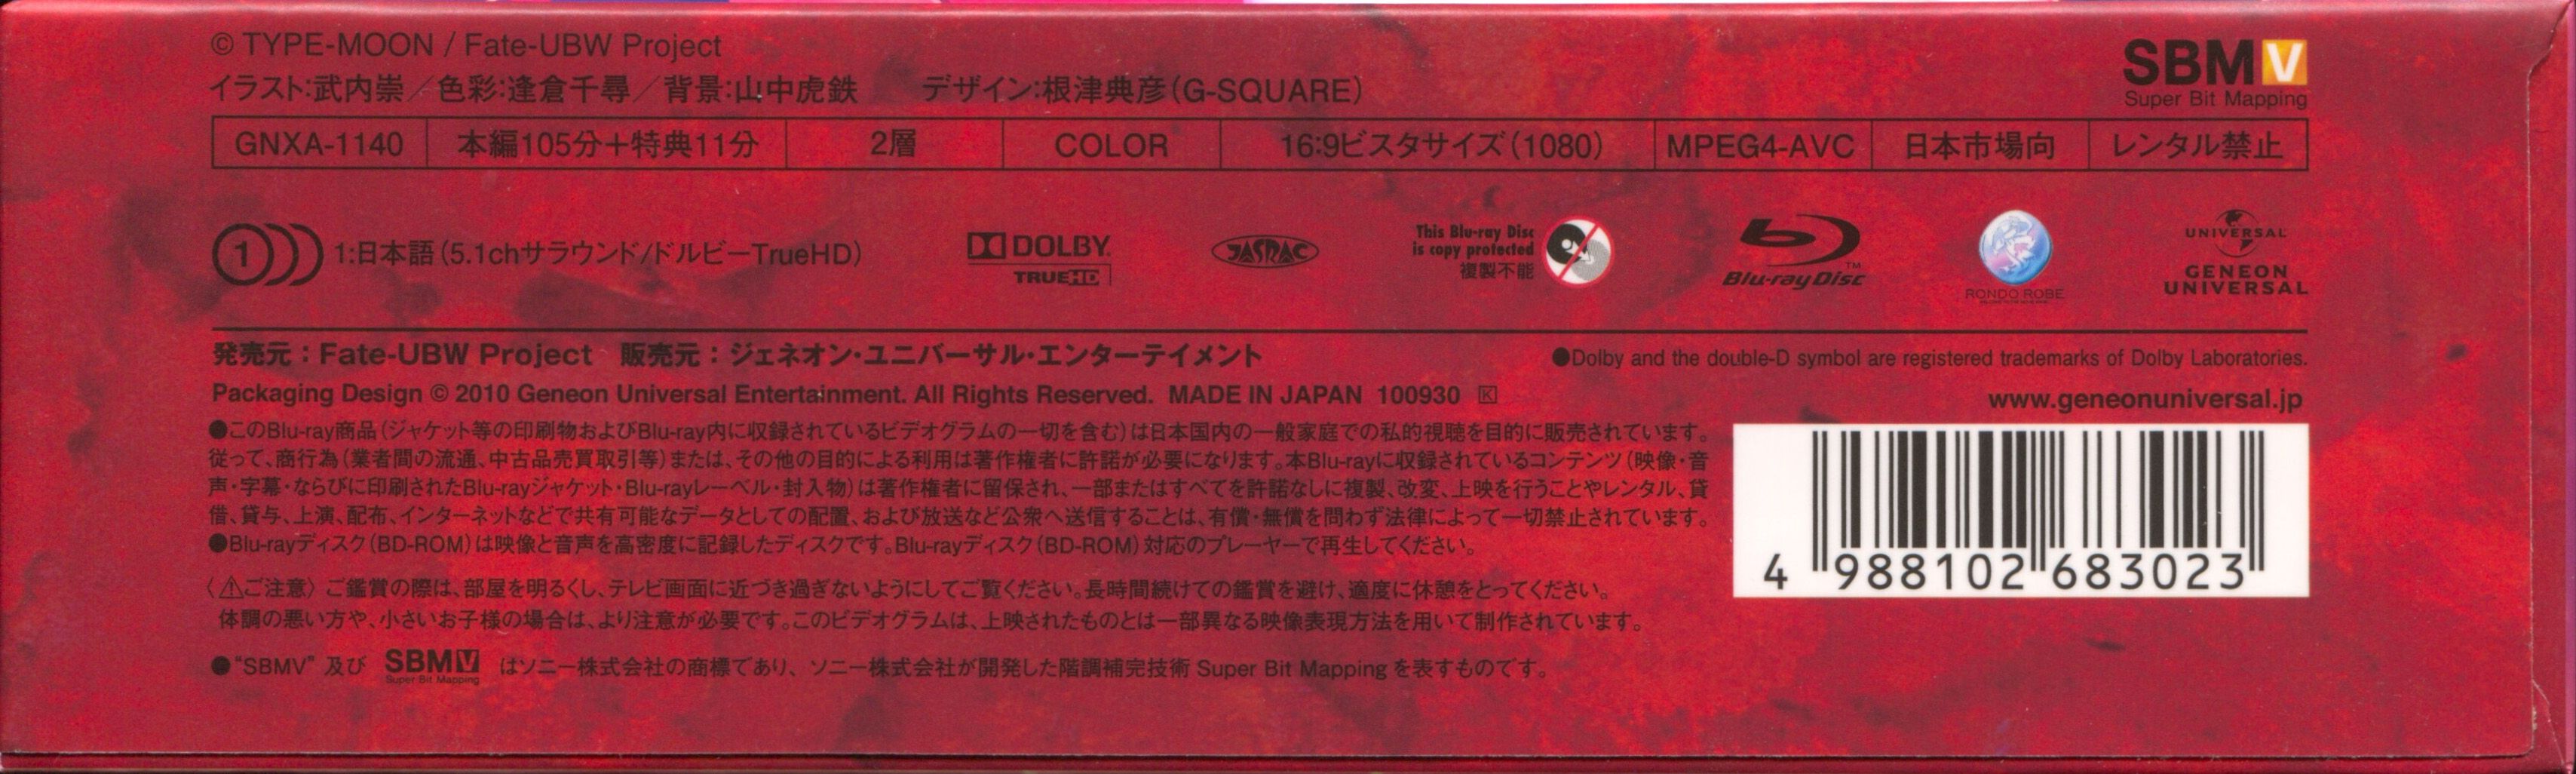 © TYPE-MOON / Fate-UBW Project
イラスト:武内崇／色彩:逢倉千尋／背景:山中虎鉄　デザイン:根津典彦(G-SQUARE)
SBMV
Super Bit Mapping
GNXA-1140 本編105分＋特典11分 2層 COLOR 16:9ビスタサイズ(1080) MPEG4-AVC 日本市場向 レンタル禁止
1 1:日本語(5.1chサラウンド/ドルビーTrueHD)
DOLBY
TRUEHD
JASRAC
This Blu-ray Disc
is copy protected
複製不能
Blu-ray Disc™
RONDO ROBE
UNIVERSAL
GENEON
UNIVERSAL
発売元：Fate-UBW Project　販売元：ジェネオン・ユニバーサル・エンターテイメント
●Dolby and the double-D symbol are registered trademarks of Dolby Laboratories.
Packaging Design © 2010 Geneon Universal Entertainment. All Rights Reserved. MADE IN JAPAN 100930 K
www.geneonuniversal.jp
●このBlu-ray商品(ジャケット等の印刷物およびBlu-ray内に収録されているビデオグラムの一切を含む)は日本国内の一般家庭での私的視聴を目的に販売されています。
従って、商行為(業者間の流通、中古品売買取引等)または、その他の目的による利用は著作権者に許諾が必要になります。本Blu-rayに収録されているコンテンツ(映像・音
声・字幕・ならびに印刷されたBlu-rayジャケット・Blu-rayレーベル・封入物)は著作権者に留保され、一部またはすべてを許諾なしに複製、改変、上映を行うことやレンタル、貸
借、貸与、上演、配布、インターネットなどで共有可能なデータとしての配置、および放送など公衆へ送信することは、有償・無償を問わず法律によって一切禁止されています。
●Blu-rayディスク(BD-ROM)は映像と音声を高密度に記録したディスクです。Blu-rayディスク(BD-ROM)対応のプレーヤーで再生してください。
〈⚠ご注意〉ご鑑賞の際は、部屋を明るくし、テレビ画面に近づき過ぎないようにしてご覧ください。長時間続けての鑑賞を避け、適度に休憩をとってください。
体調の悪い方や、小さいお子様の場合は、より注意が必要です。このビデオグラムは、上映されたものとは一部異なる映像表現方法を用いて制作されています。
●"SBMV" 及び SBMV Super Bit Mapping はソニー株式会社の商標であり、ソニー株式会社が開発した階調補完技術 Super Bit Mapping を表すものです。
4 988102 683023